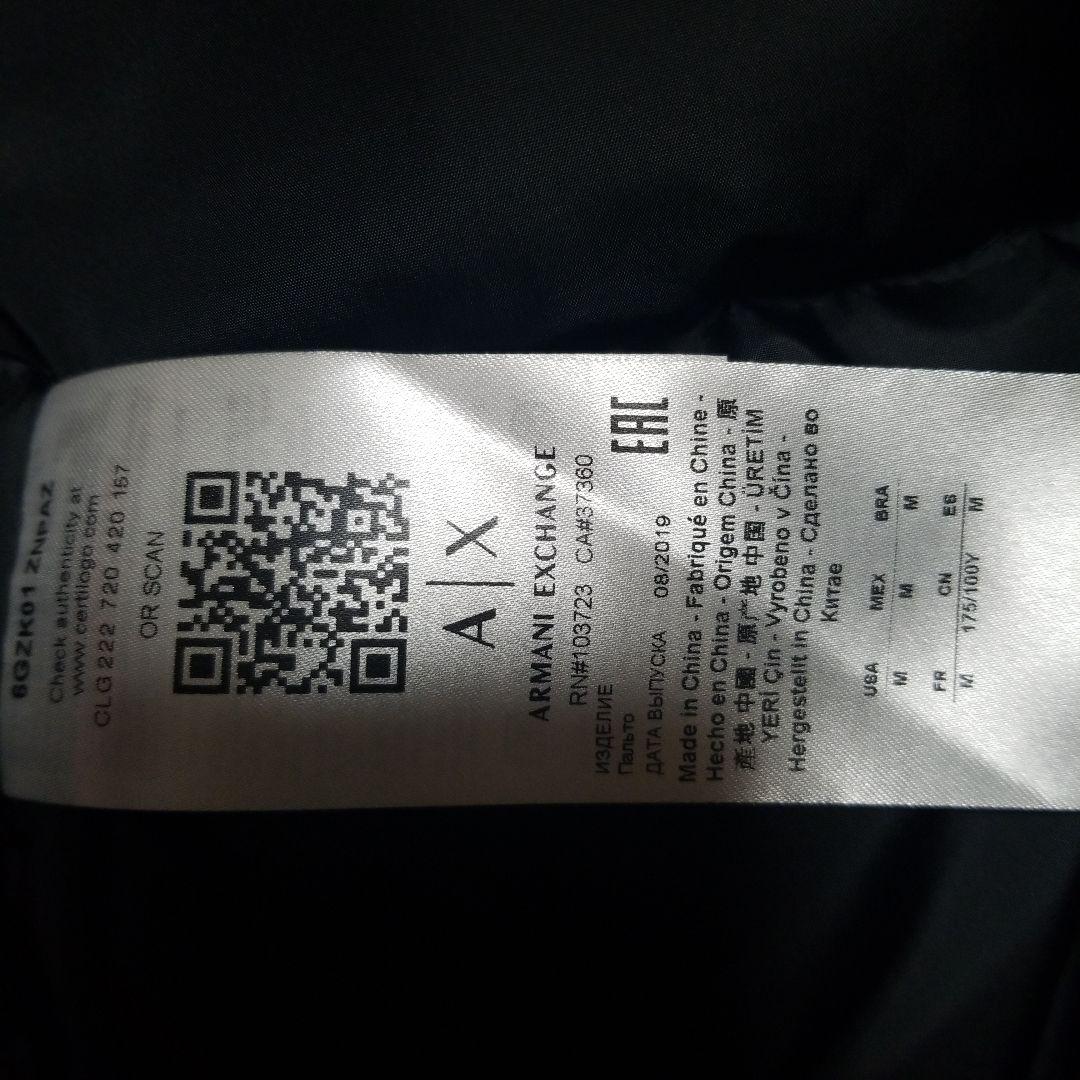 6GZK01 ZNPAZ
Check authenticity at
www.certilogo.com
CLG 222 720 420 157
OR SCAN
A|X
ARMANI EXCHANGE
RN#103723 CA#37360
ИЗДЕЛИЕ
Пальто
EAC
ДАТА ВЫПУСКА 08/2019
Made in China - Fabriqué en Chine -
Hecho en China - Origem China - 原
產地 中國 - 原产地 中国 - ÜRETİM
YERİ Çin - Vyrobeno v Čína -
Hergestellt in China - Сделано во
Китае
USA MEX BRA
M M M
FR CN ES
M 175/100Y M